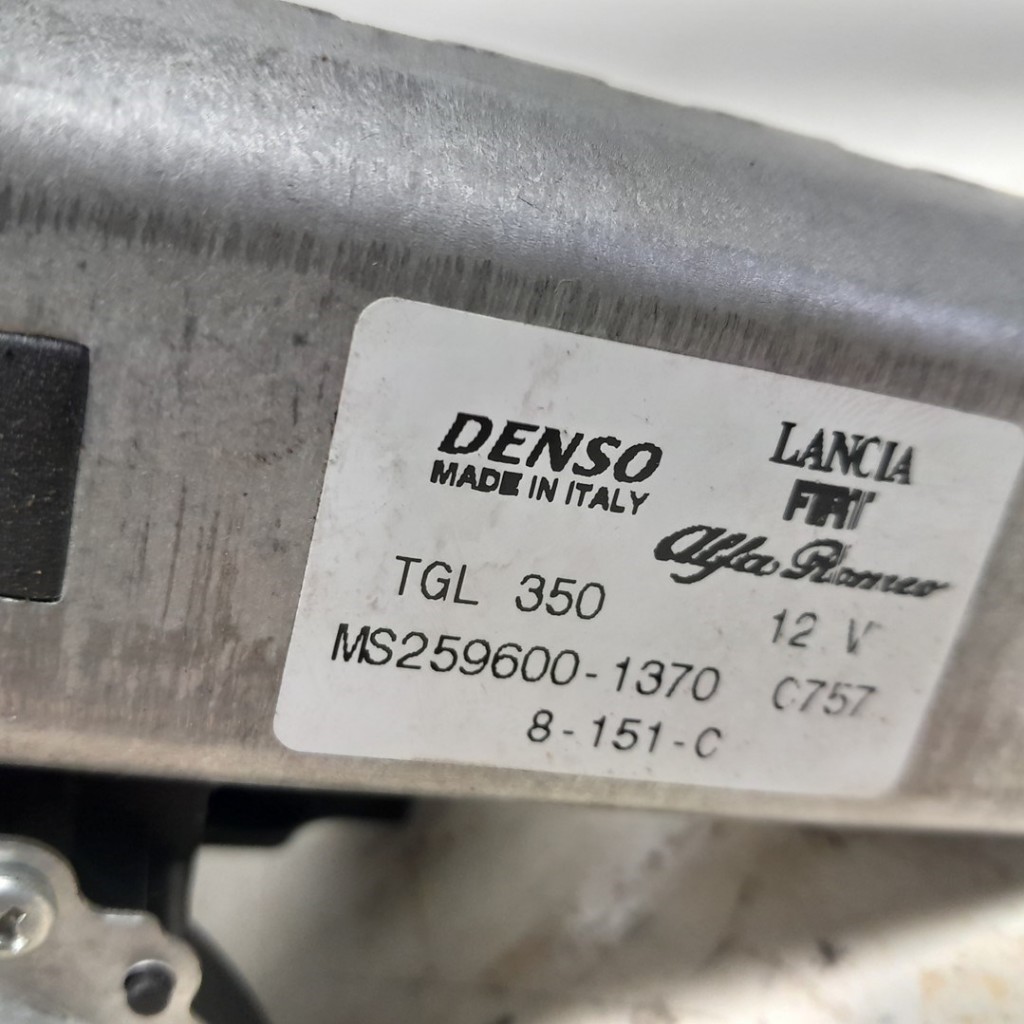 DENSO
MADE IN ITALY
LANCIA
FIAT
Alfa Romeo
TGL 350
12 V
MS259600-1370
C757
8-151-C